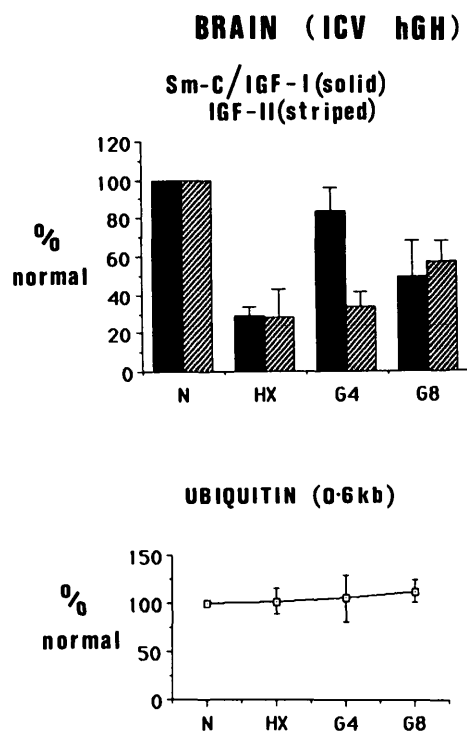 BRAIN (ICV hGH)
Sm-C/IGF-I (solid)
IGF-II (striped)
120
100
80
60
40
20
0
%
normal
N HX G4 G8
UBIQUITIN (0·6kb)
150
100
50
0
%
normal
N HX G4 G8